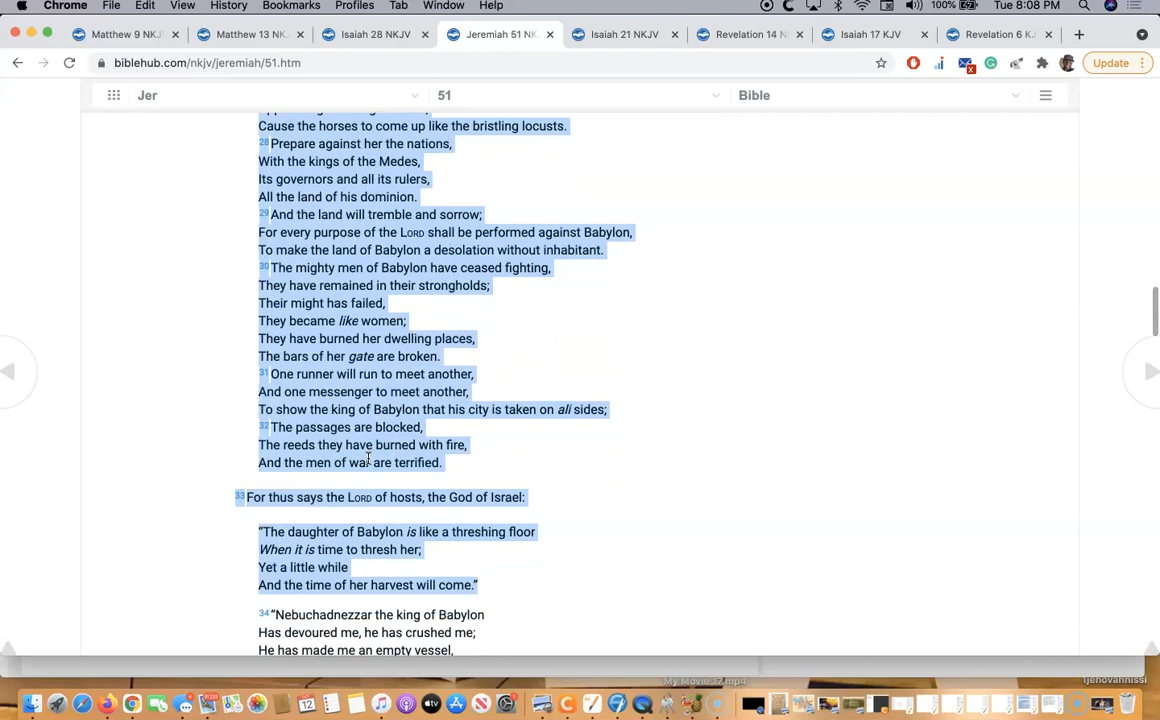 Chrome File Edit View History Bookmarks Profiles Tab Window Help 100% Tue 8:08 PM
Matthew 9 NKJV Matthew 13 NKJ Isaiah 28 NKJV Jeremiah 51 NK Isaiah 21 NKJV Revelation 14 N Isaiah 17 KJV Revelation 6 KJ
biblehub.com/nkjv/jeremiah/51.htm Update
Jer 51 Bible
Cause the horses to come up like the bristling locusts.
28 Prepare against her the nations,
With the kings of the Medes,
Its governors and all its rulers,
All the land of his dominion.
29 And the land will tremble and sorrow;
For every purpose of the LORD shall be performed against Babylon,
To make the land of Babylon a desolation without inhabitant.
30 The mighty men of Babylon have ceased fighting,
They have remained in their strongholds;
Their might has failed,
They became like women;
They have burned her dwelling places,
The bars of her gate are broken.
31 One runner will run to meet another,
And one messenger to meet another,
To show the king of Babylon that his city is taken on all sides;
32 The passages are blocked,
The reeds they have burned with fire,
And the men of war are terrified.
33 For thus says the LORD of hosts, the God of Israel:
“The daughter of Babylon is like a threshing floor
When it is time to thresh her;
Yet a little while
And the time of her harvest will come.”
34 “Nebuchadnezzar the king of Babylon
Has devoured me, he has crushed me;
He has made me an empty vessel,
My Movie 17.mp4
12